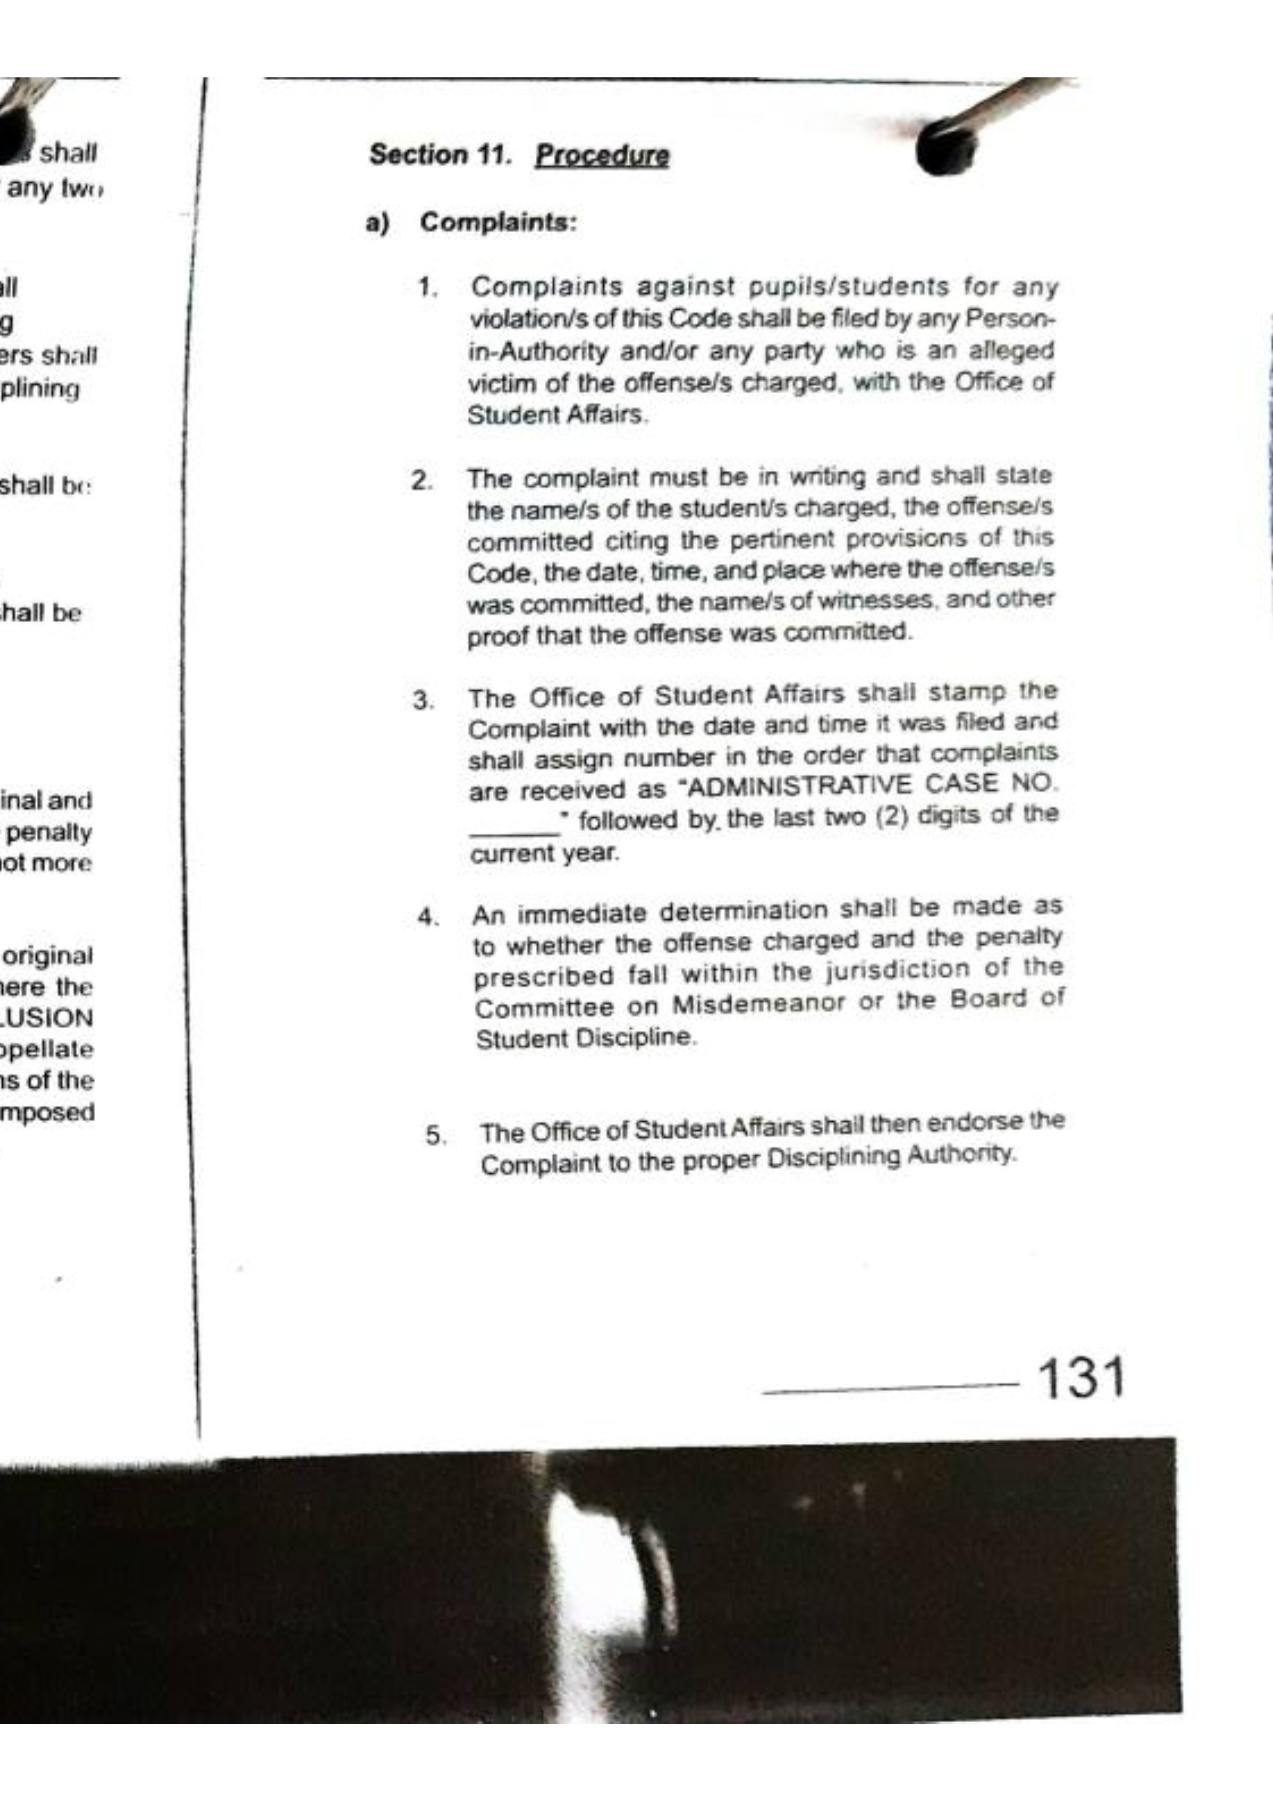 shall
any two
all
g
ers shall
plining
shall be
shall be
inal and
penalty
not more
original
here the
LUSION
ppellate
ns of the
mposed
Section 11. Procedure
a) Complaints:
1. Complaints against pupils/students for any
violation/s of this Code shall be filed by any Person-
in-Authority and/or any party who is an alleged
victim of the offense/s charged, with the Office of
Student Affairs.
2. The complaint must be in writing and shall state
the name/s of the student/s charged, the offense/s
committed citing the pertinent provisions of this
Code, the date, time, and place where the offense/s
was committed, the name/s of witnesses, and other
proof that the offense was committed.
3. The Office of Student Affairs shall stamp the
Complaint with the date and time it was filed and
shall assign number in the order that complaints
are received as "ADMINISTRATIVE CASE NO.
______" followed by the last two (2) digits of the
current year.
4. An immediate determination shall be made as
to whether the offense charged and the penalty
prescribed fall within the jurisdiction of the
Committee on Misdemeanor or the Board of
Student Discipline.
5. The Office of Student Affairs shall then endorse the
Complaint to the proper Disciplining Authority.
131